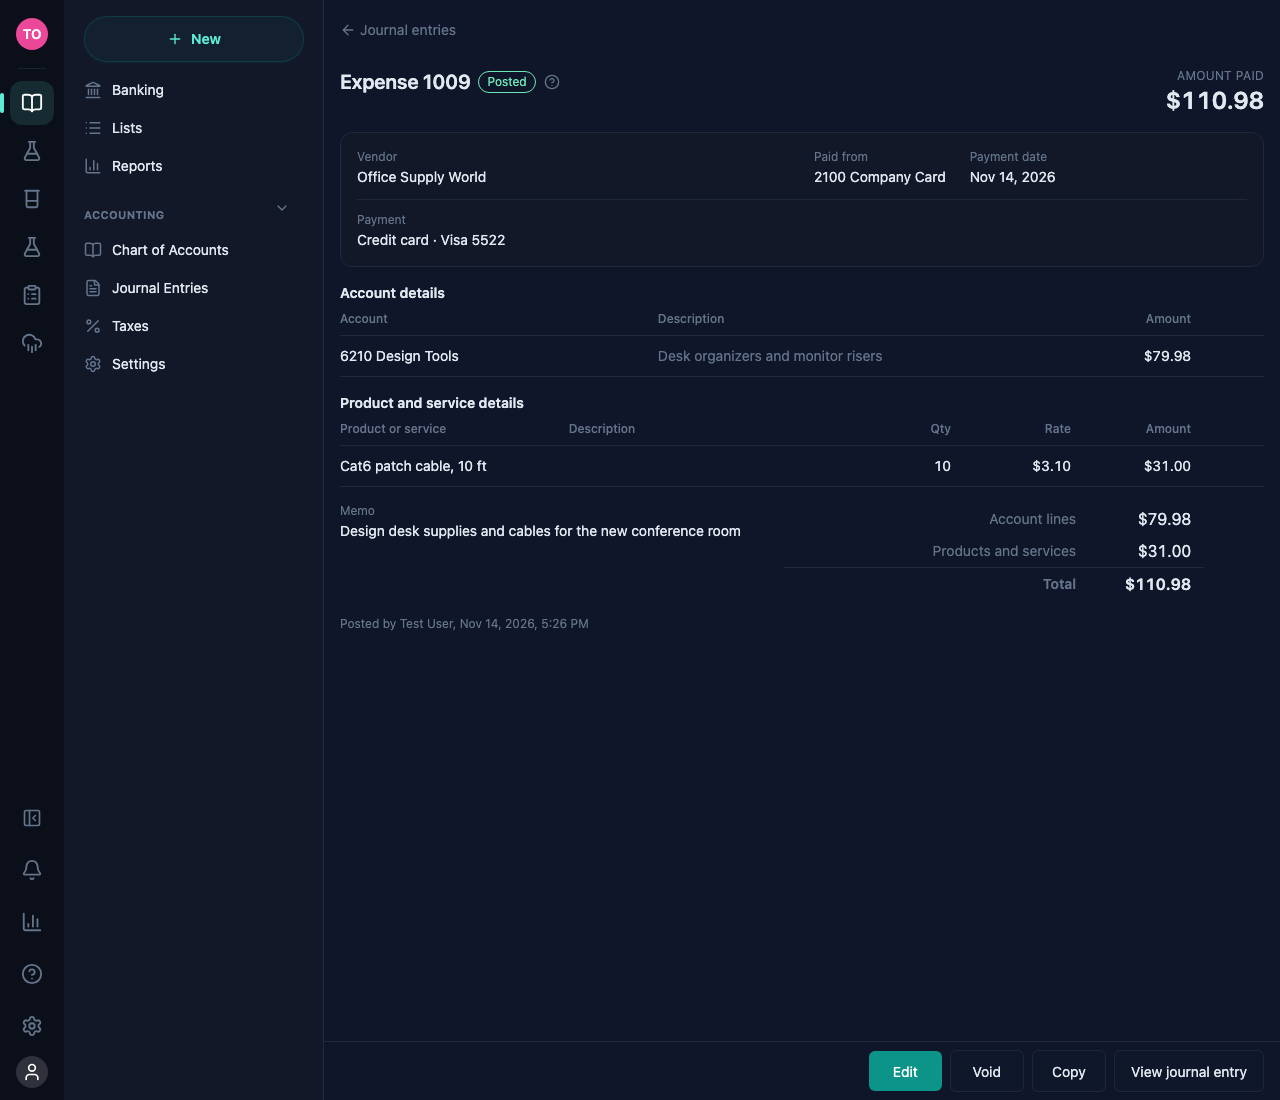 TO
New
Banking
Lists
Reports
ACCOUNTING
Chart of Accounts
Journal Entries
Taxes
Settings
Journal entries
Expense 1009 Posted
AMOUNT PAID
$110.98
Vendor Paid from Payment date
Office Supply World 2100 Company Card Nov 14, 2026
Payment
Credit card · Visa 5522
Account details
Account Description Amount
6210 Design Tools Desk organizers and monitor risers $79.98
Product and service details
Product or service Description Qty Rate Amount
Cat6 patch cable, 10 ft 10 $3.10 $31.00
Memo
Design desk supplies and cables for the new conference room
Account lines $79.98
Products and services $31.00
Total $110.98
Posted by Test User, Nov 14, 2026, 5:26 PM
Edit Void Copy View journal entry